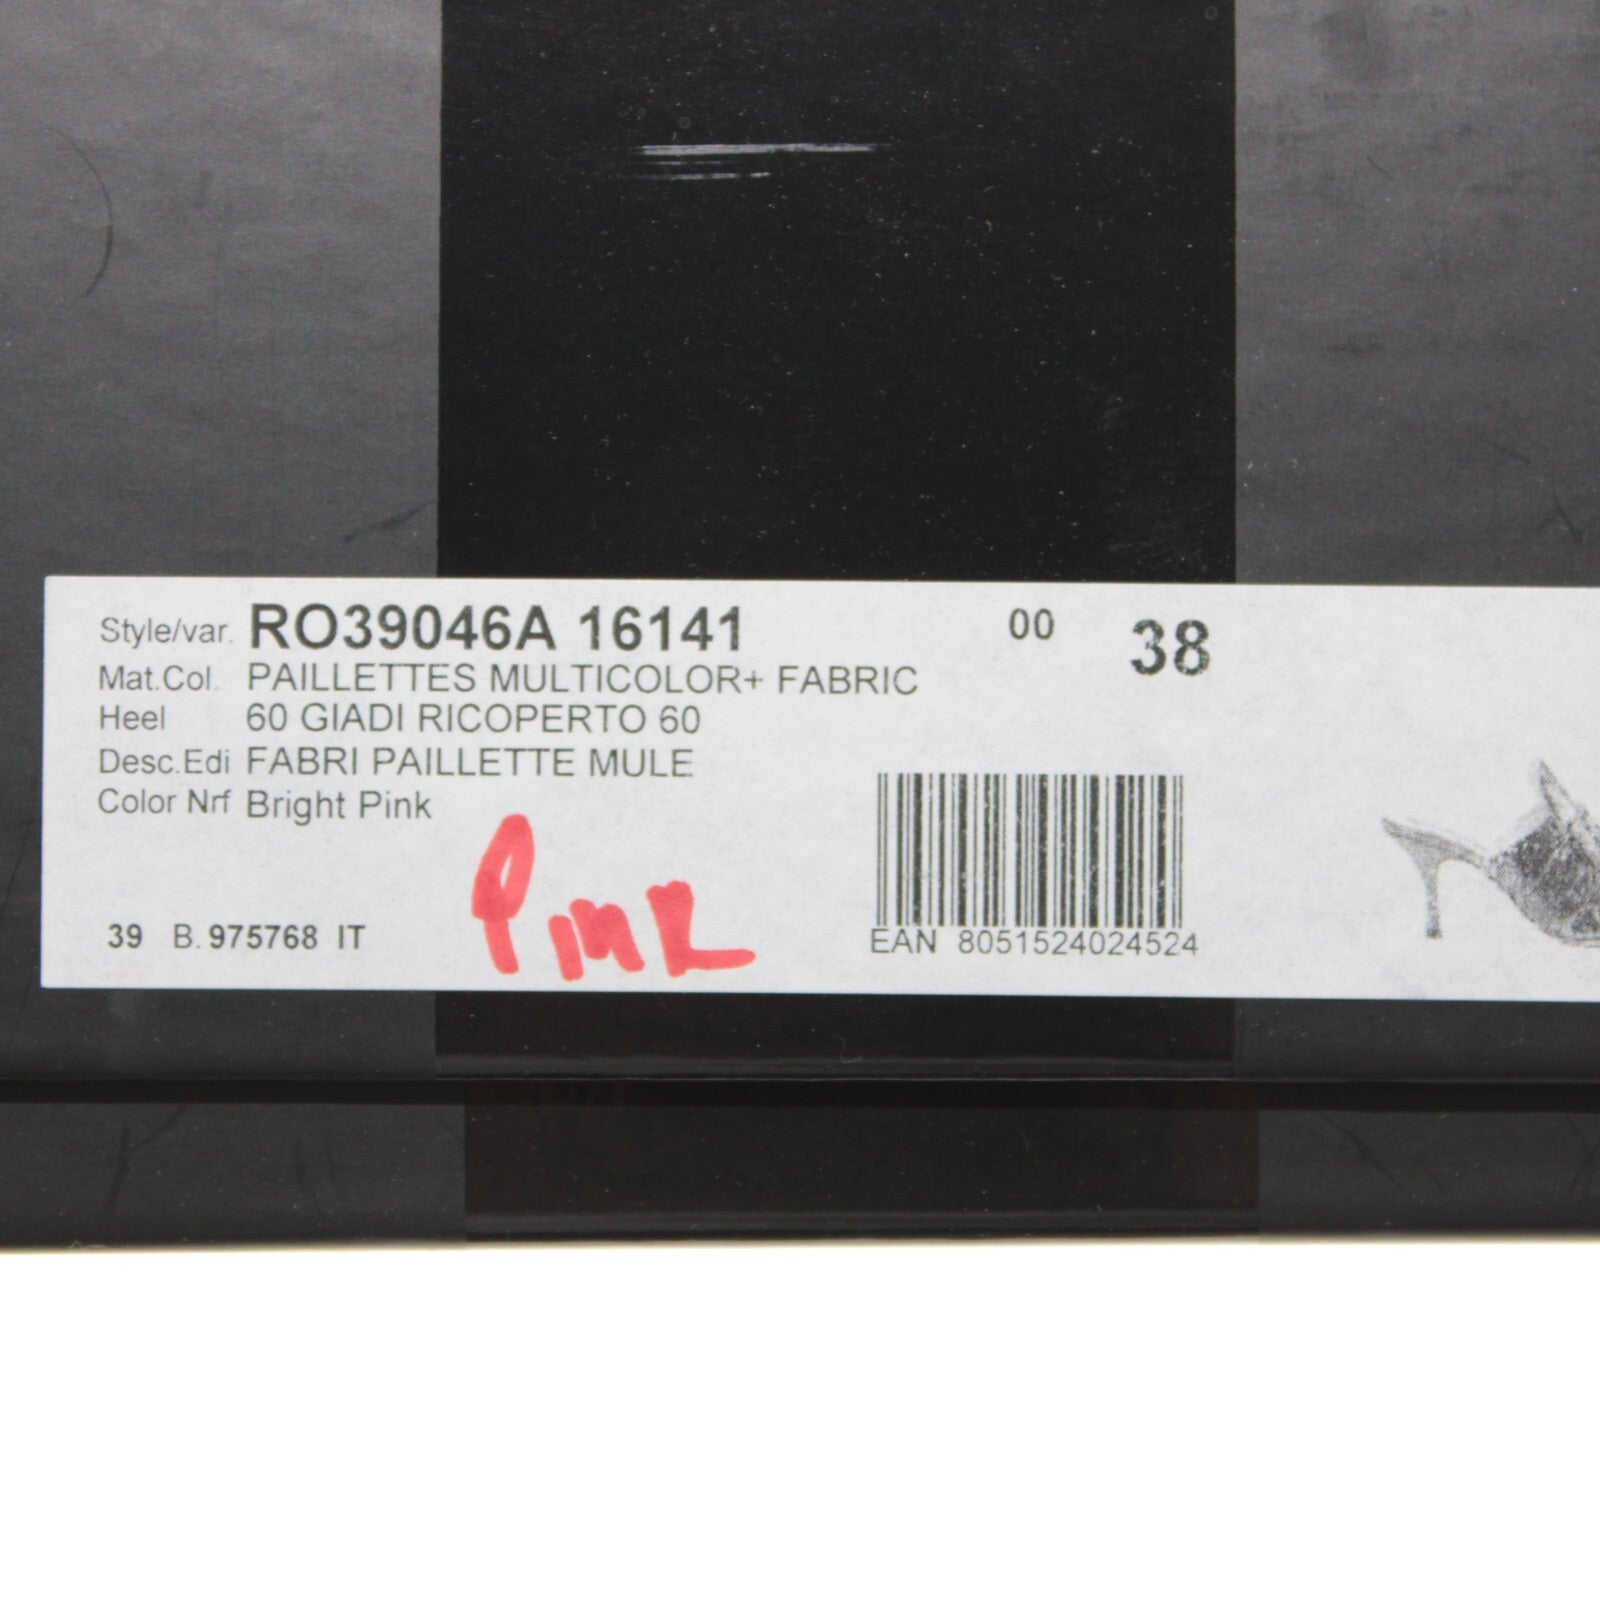 Style/var. RO39046A 16141 00 38
Mat.Col. PAILLETTES MULTICOLOR+ FABRIC
Heel 60 GIADI RICOPERTO 60
Desc.Edi FABRI PAILLETTE MULE
Color Nrf Bright Pink
Pink
39 B. 975768 IT
EAN 8051524024524